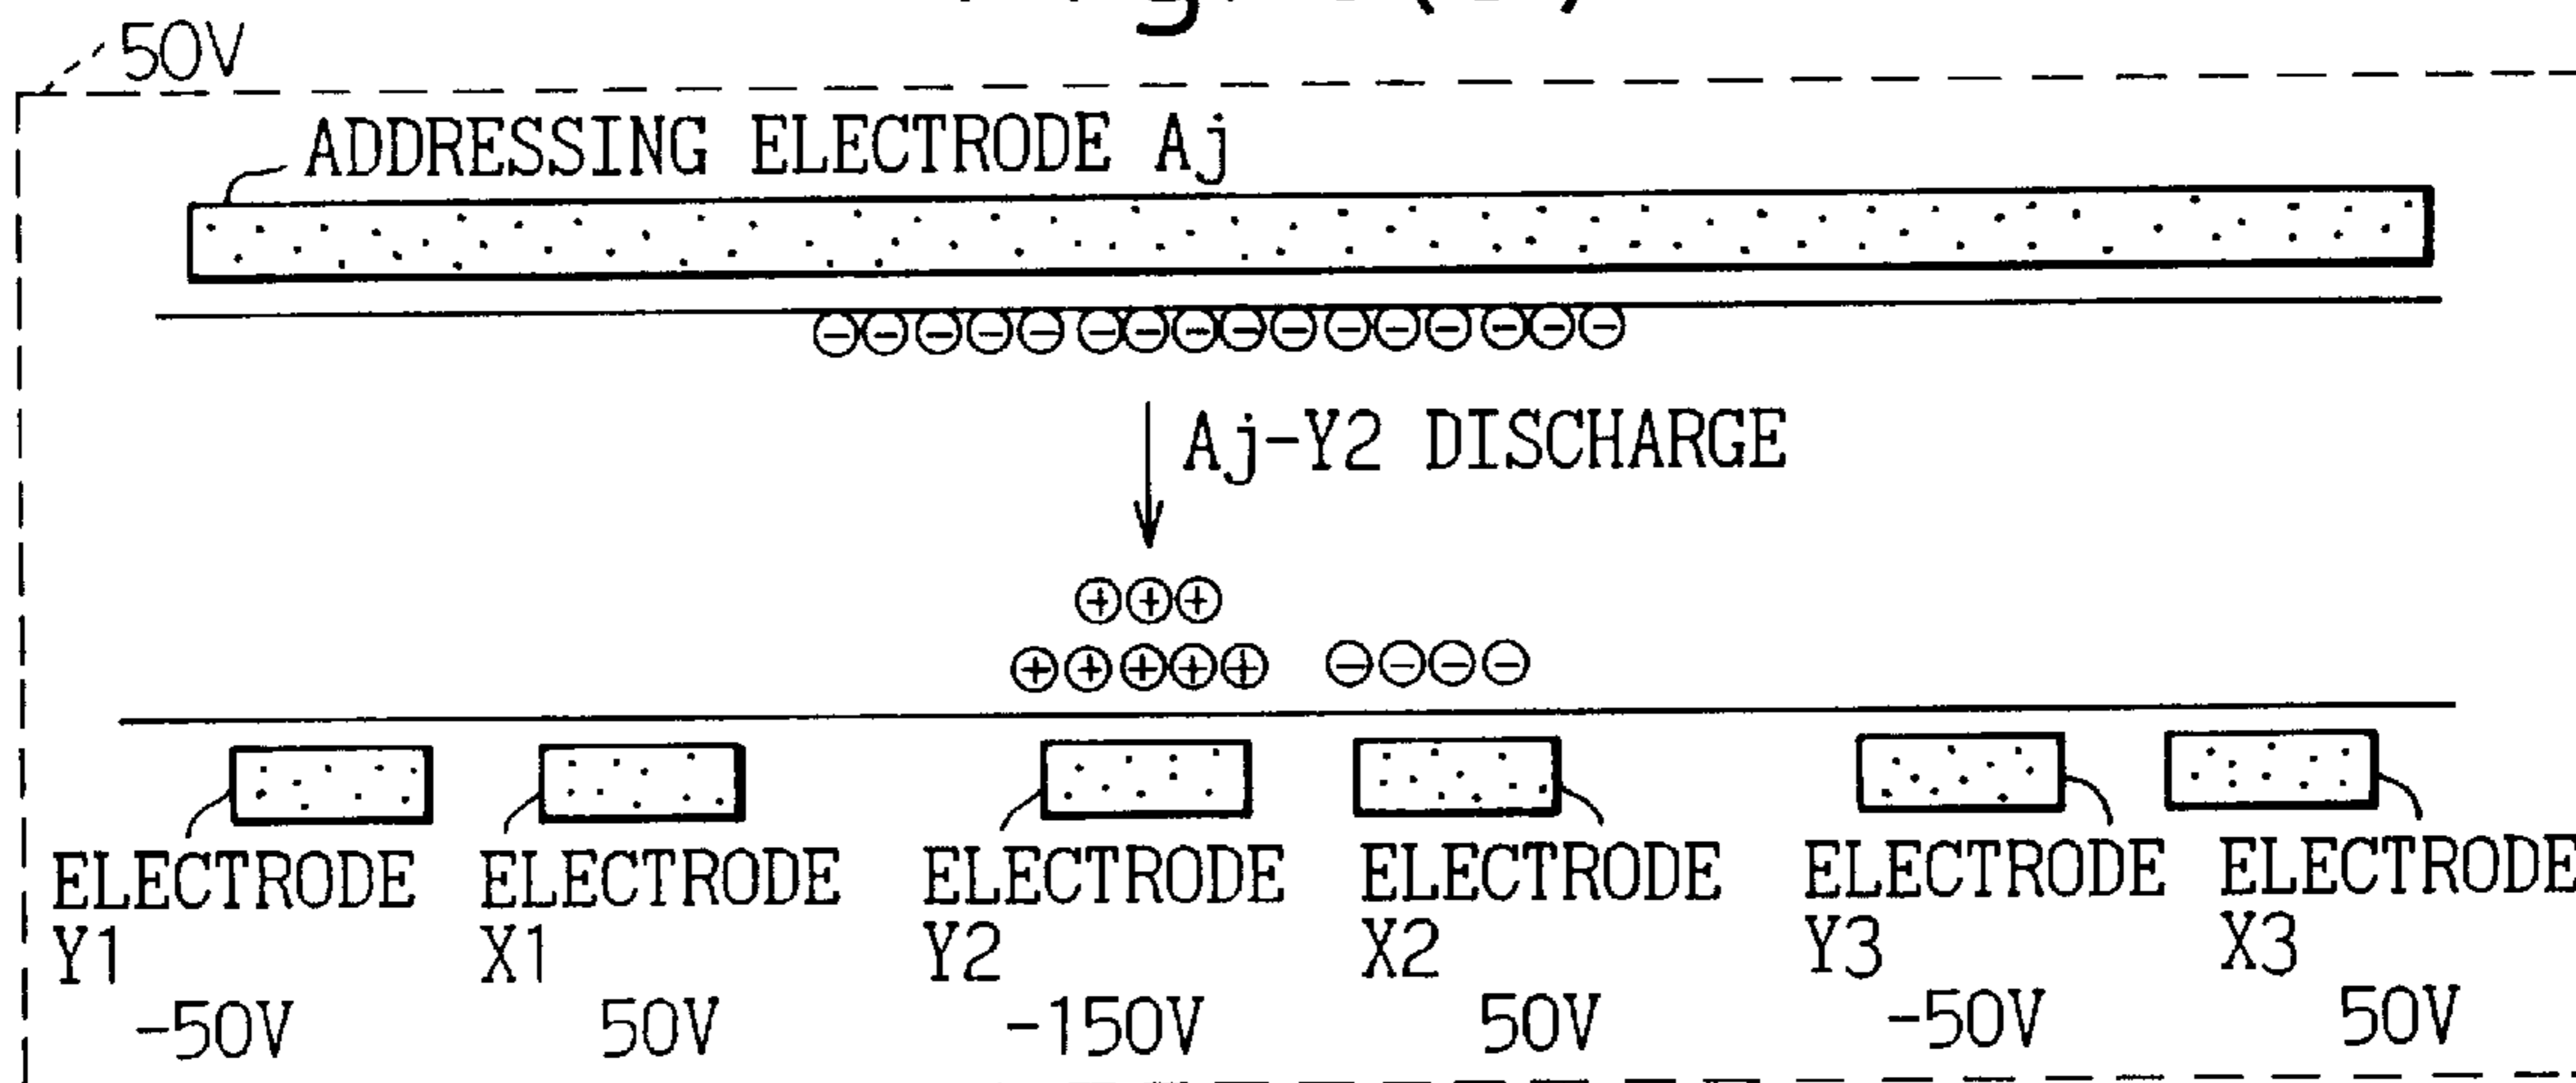 50V
ADDRESSING ELECTRODE Aj
Aj-Y2 DISCHARGE
ELECTRODE Y1
ELECTRODE X1
ELECTRODE Y2
ELECTRODE X2
ELECTRODE Y3
ELECTRODE X3
-50V
50V
-150V
50V
-50V
50V